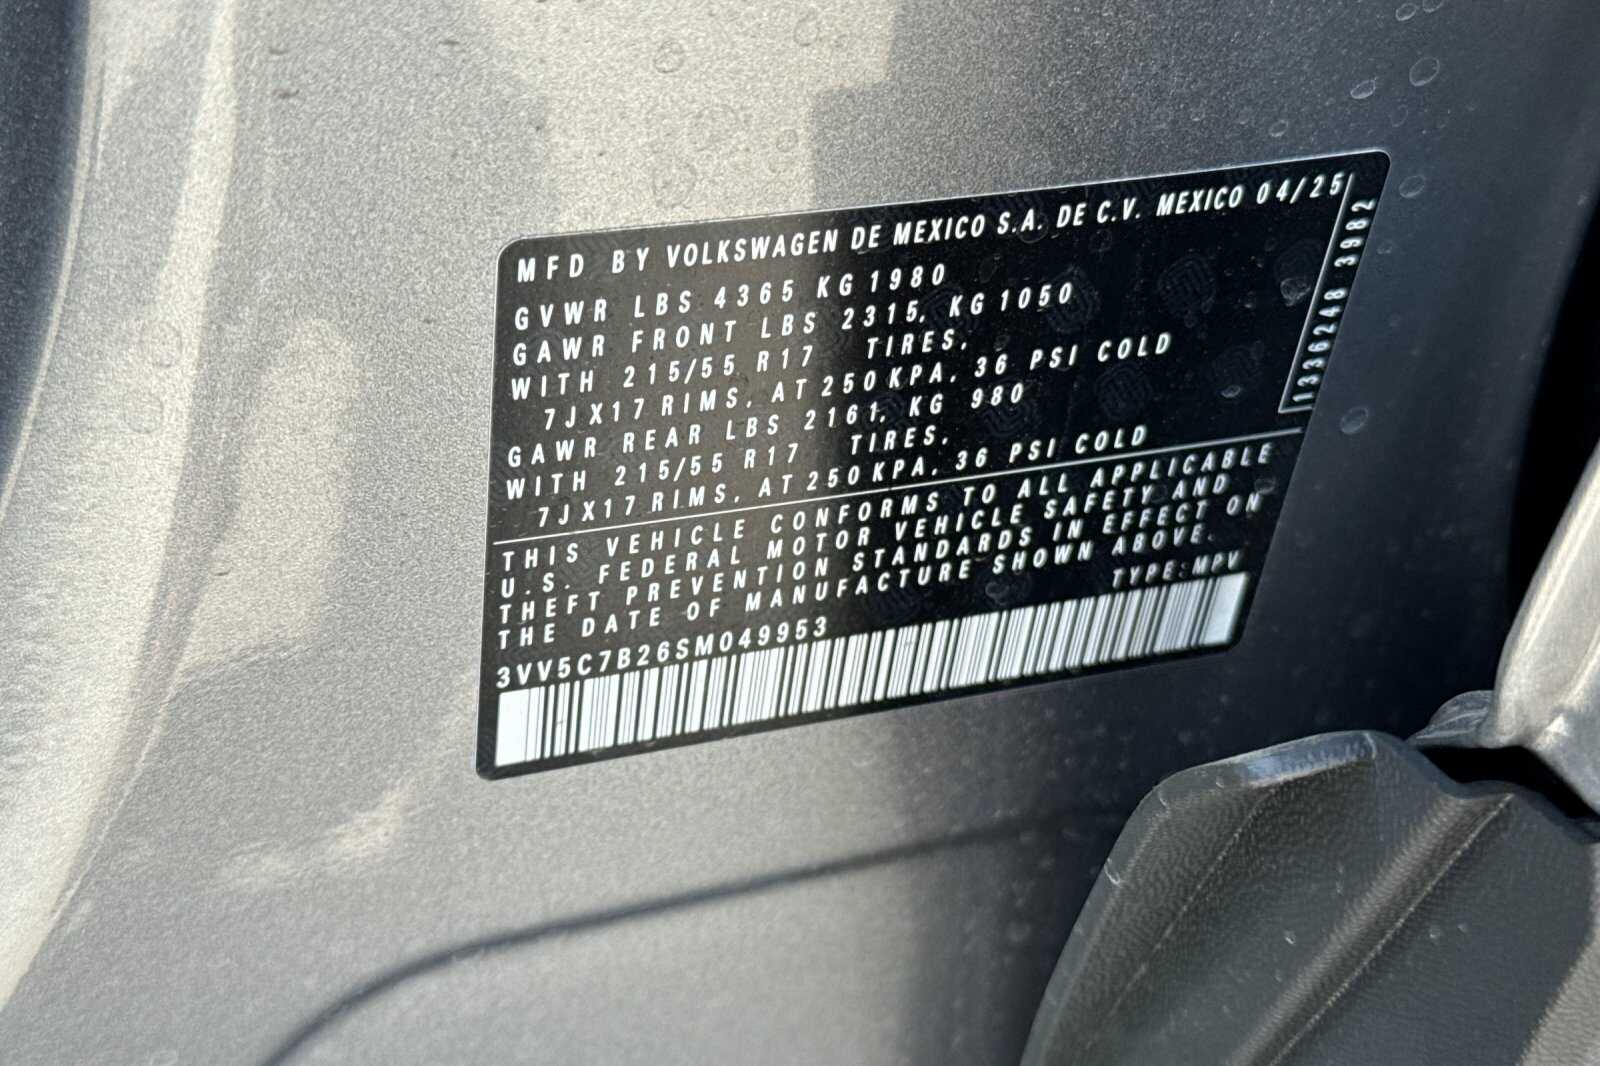 MFD BY VOLKSWAGEN DE MEXICO S.A. DE C.V. MEXICO 04/25
GVWR LBS 4365 KG 1980
GAWR FRONT LBS 2315, KG 1050
WITH 215/55 R17 TIRES,
7JX17 RIMS, AT 250 KPA, 36 PSI COLD
GAWR REAR LBS 2161, KG 980
WITH 215/55 R17 TIRES,
7JX17 RIMS, AT 250 KPA, 36 PSI COLD
THIS VEHICLE CONFORMS TO ALL APPLICABLE
U.S. FEDERAL MOTOR VEHICLE SAFETY AND
THEFT PREVENTION STANDARDS IN EFFECT ON
THE DATE OF MANUFACTURE SHOWN ABOVE.
TYPE: MPV
3VV5C7B26SM049953
1336248 3982